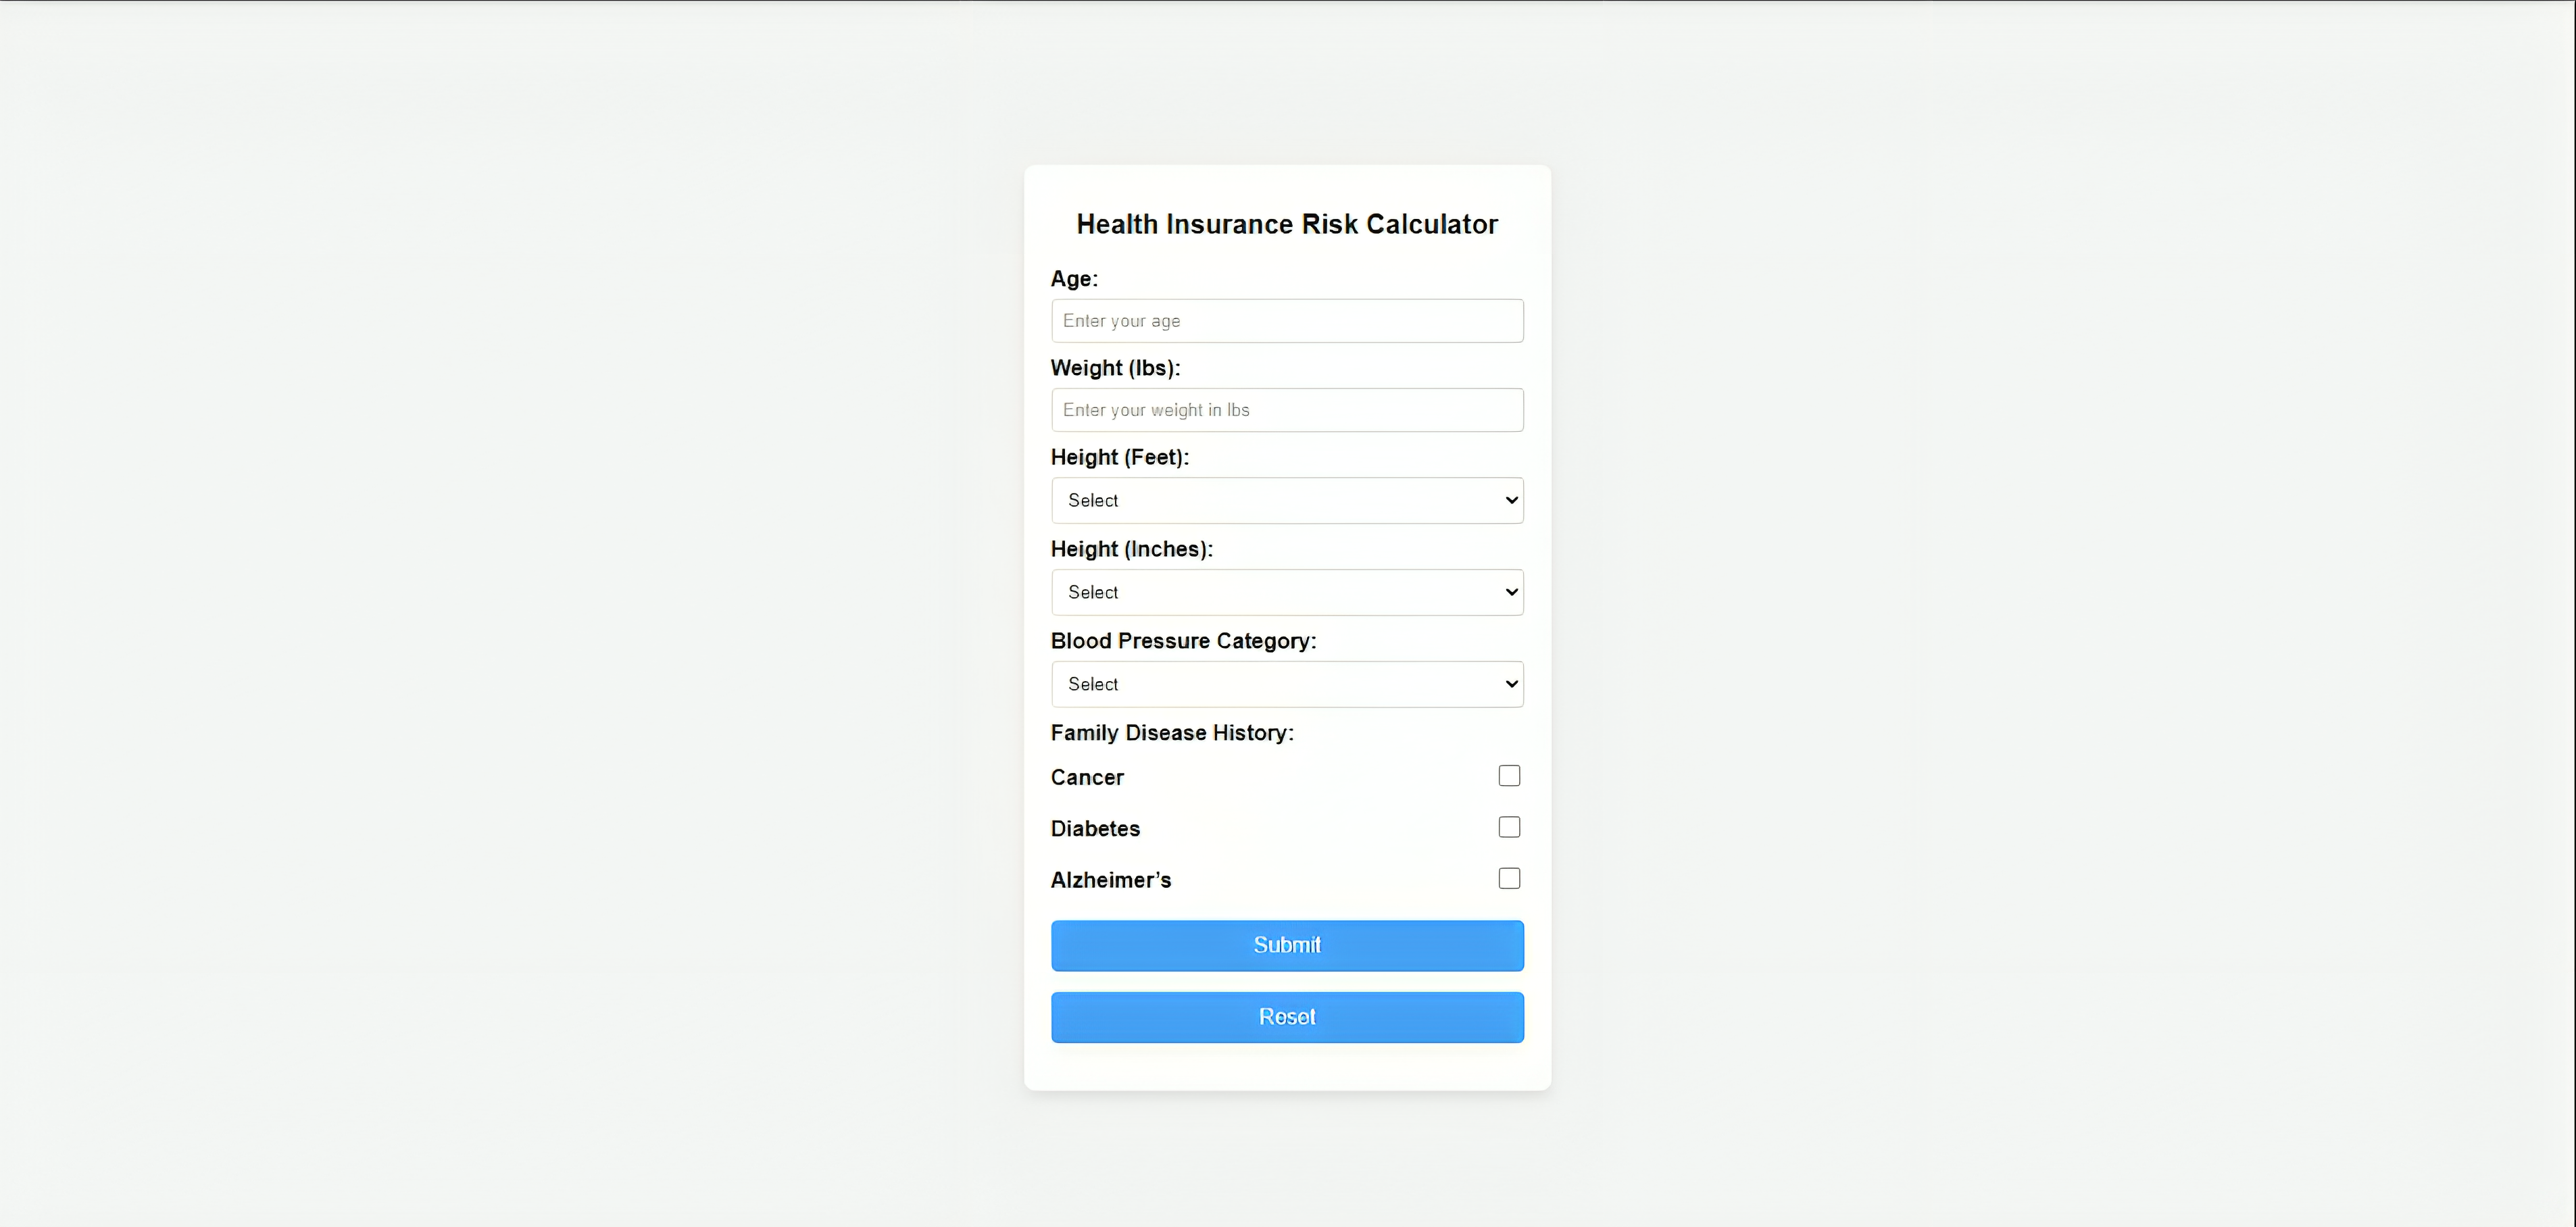 Health Insurance Risk Calculator
Age:
Enter your age
Weight (lbs):
Enter your weight in lbs
Height (Feet):
Select
Height (Inches):
Select
Blood Pressure Category:
Select
Family Disease History:
Cancer
Diabetes
Alzheimer’s
Submit
Reset